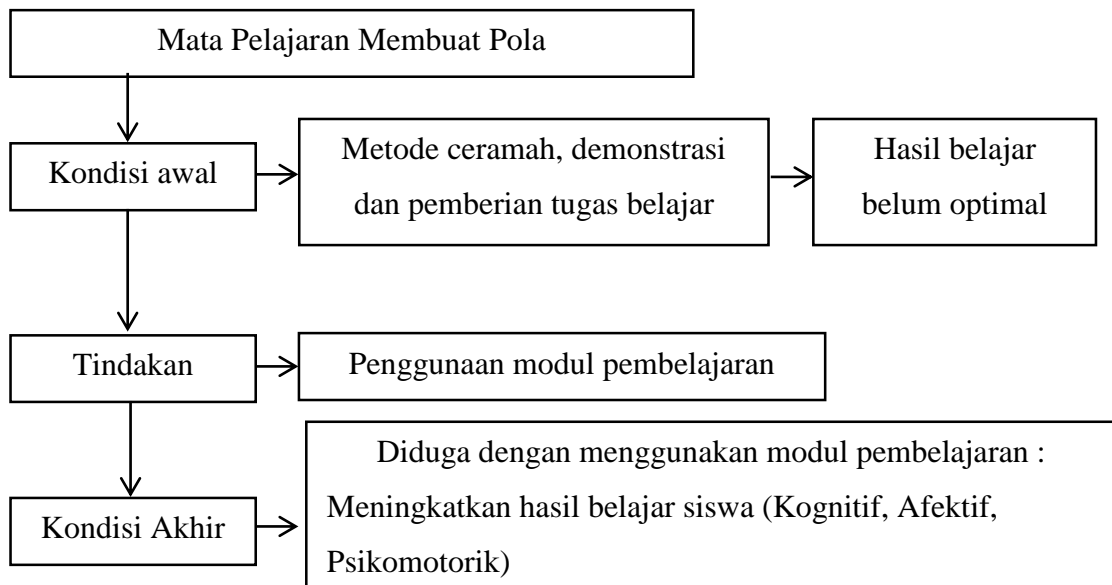 Mata Pelajaran Membuat Pola
Kondisi awal
Metode ceramah, demonstrasi
dan pemberian tugas belajar
Hasil belajar
belum optimal
Tindakan
Penggunaan modul pembelajaran
Kondisi Akhir
Diduga dengan menggunakan modul pembelajaran :
Meningkatkan hasil belajar siswa (Kognitif, Afektif,
Psikomotorik)